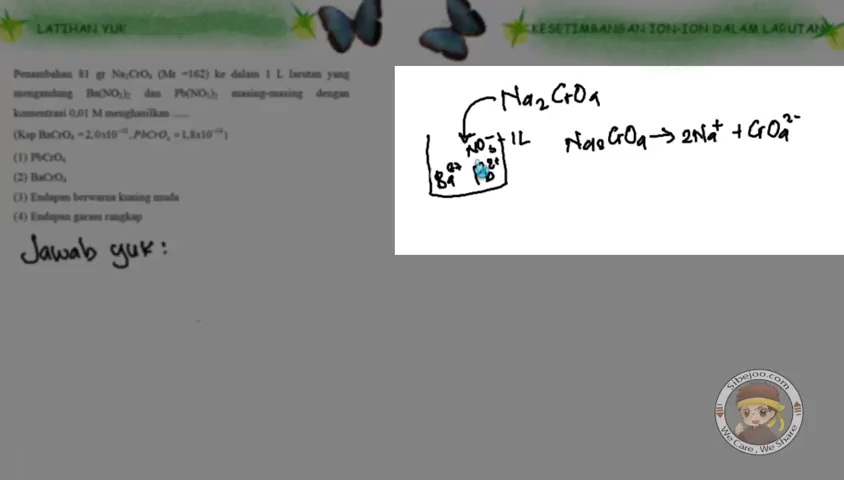 LATIHAN YUK
KESETIMBANGAN ION-ION DALAM LARUTAN
Penambahan 81 gr Na₂CrO₄ (Mr =162) ke dalam 1 L larutan yang
mengandung Ba(NO₃)₂ dan Pb(NO₃)₂ masing-masing dengan
konsentrasi 0,01 M menghasilkan ......
(Ksp BaCrO₄ = 2,0x10⁻¹⁰, PbCrO₄ = 1,8x10⁻¹⁴)
(1) PbCrO₄
(2) BaCrO₄
(3) Endapan berwarna kuning muda
(4) Endapan garam rangkap
Jawab yuk:
Na₂CrO₄
NO₃⁻ 1L
Ba²⁺ Pb²⁺
Na₂CrO₄ → 2Na⁺ + CrO₄²⁻
Sibejoo.com
We Care , We Share